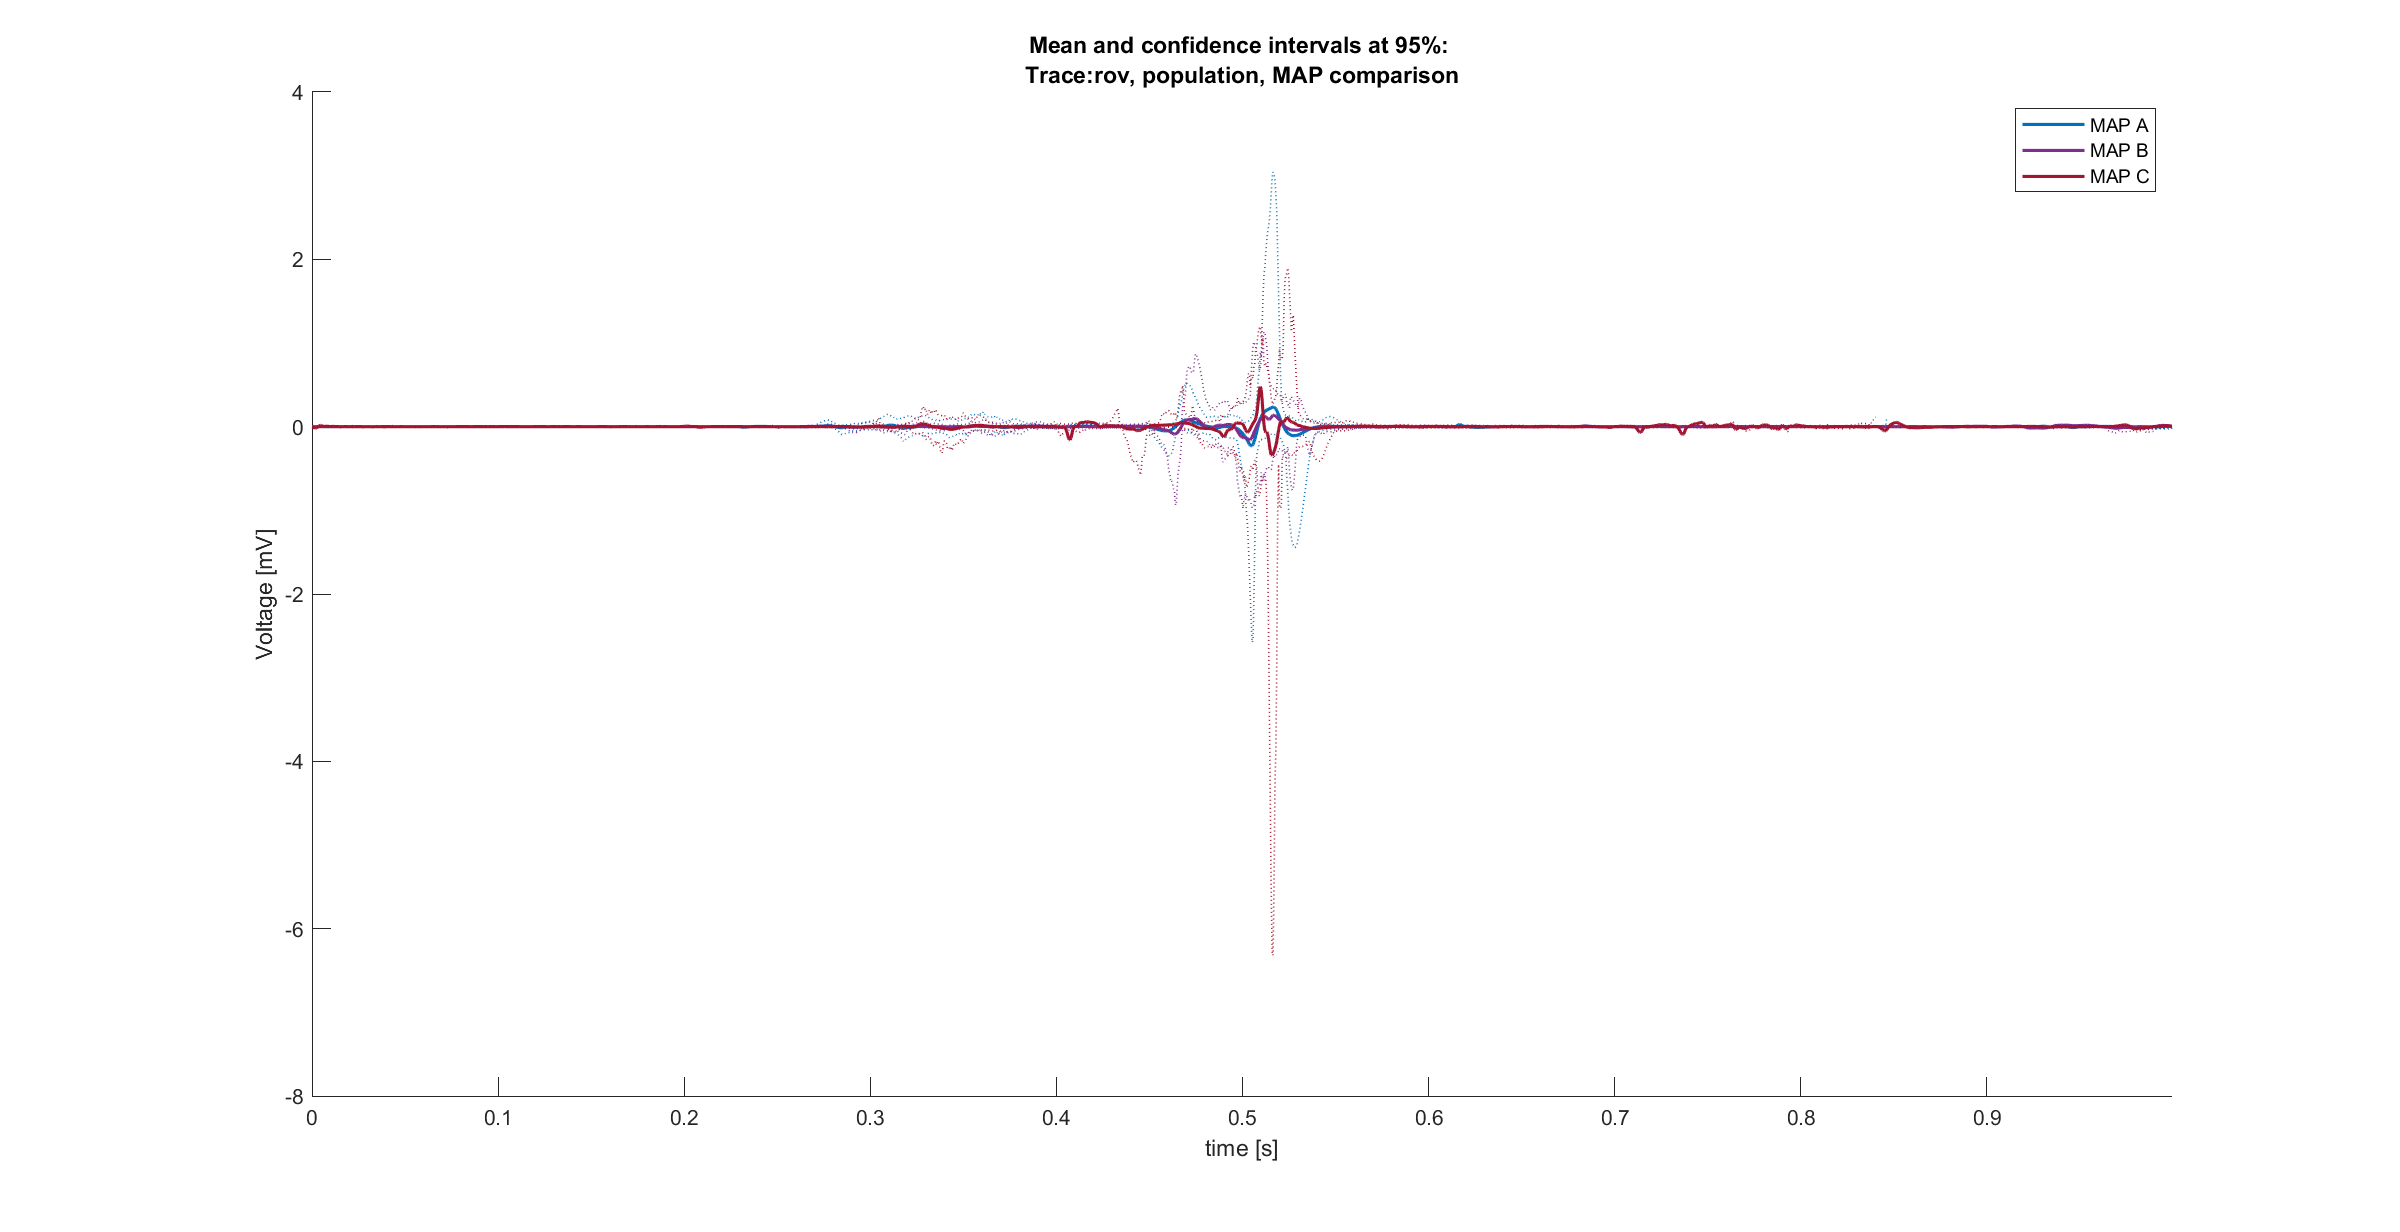 Mean and confidence intervals at 95%:
Trace:rov, population, MAP comparison
MAP A
MAP B
MAP C
Voltage [mV]
4
2
0
-2
-4
-6
-8
0
0.1
0.2
0.3
0.4
0.5
0.6
0.7
0.8
0.9
time [s]